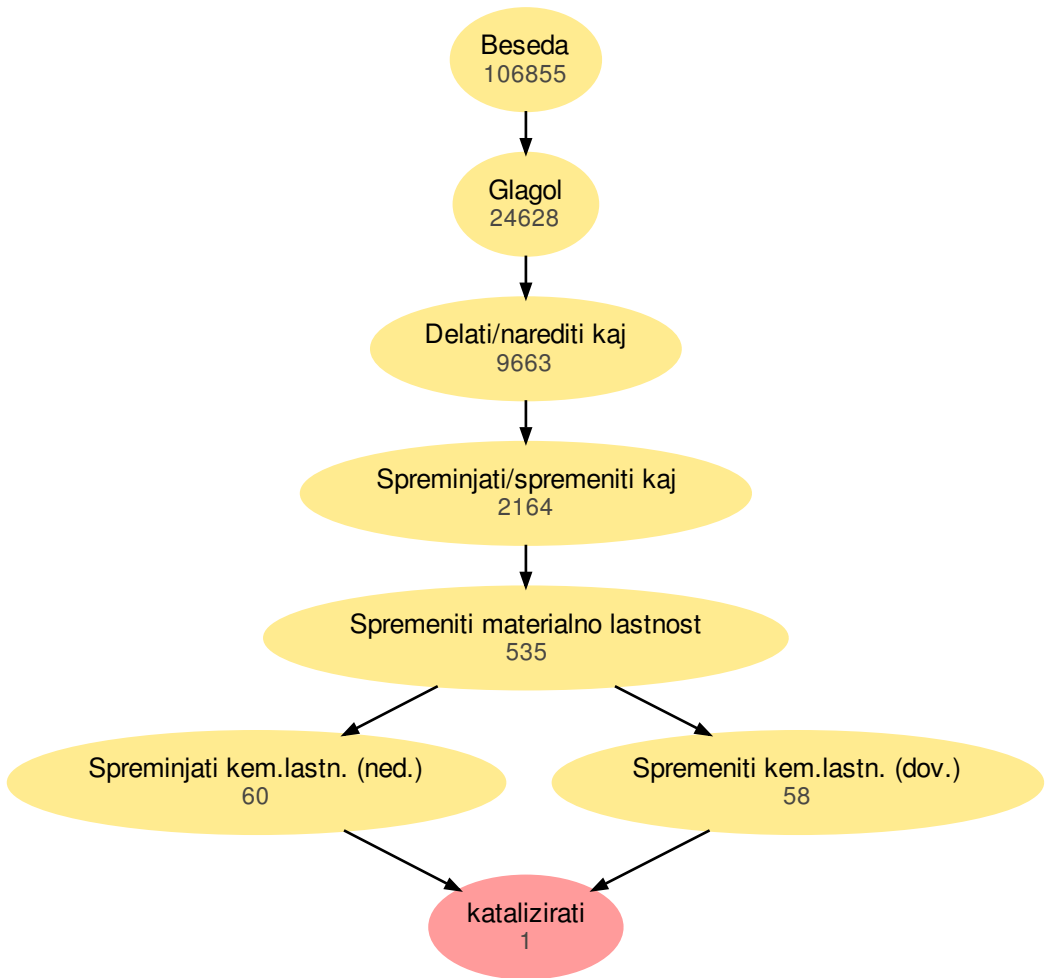 Beseda
106855
Glagol
24628
Delati/narediti kaj
9663
Spreminjati/spremeniti kaj
2164
Spremeniti materialno lastnost
535
Spreminjati kem.lastn. (ned.)
60
Spremeniti kem.lastn. (dov.)
58
katalizirati
1